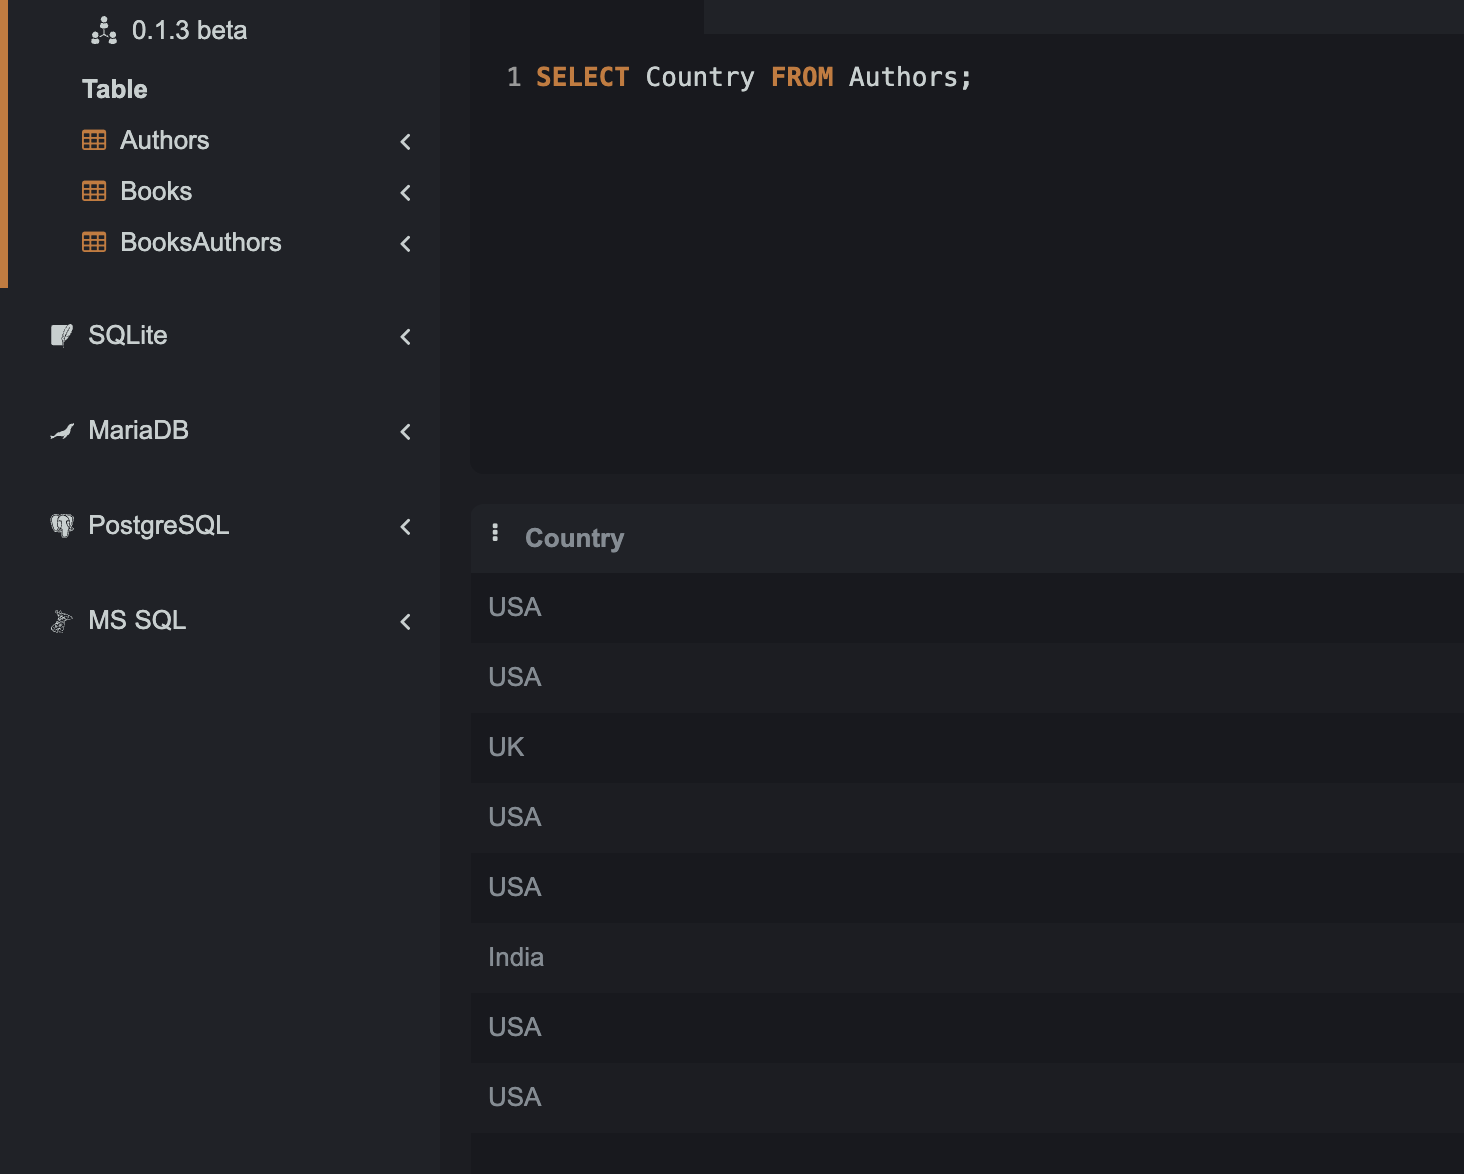 0.1.3 beta
Table
Authors
Books
BooksAuthors
SQLite
MariaDB
PostgreSQL
MS SQL
1 SELECT Country FROM Authors;
Country
USA
USA
UK
USA
USA
India
USA
USA